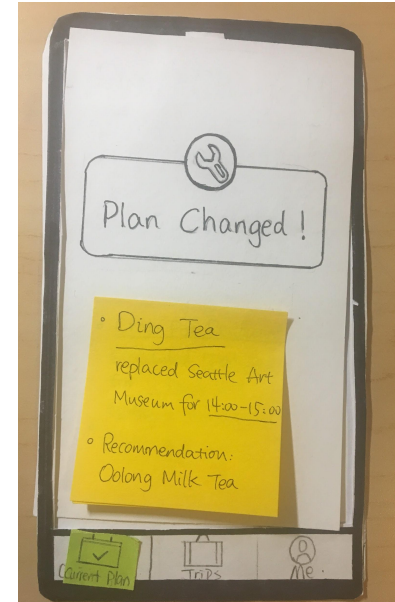 Plan Changed!
• Ding Tea
replaced Seattle Art
Museum for 14:00-15:00
• Recommendation:
Oolong Milk Tea
Current Plan
Trips
Me.